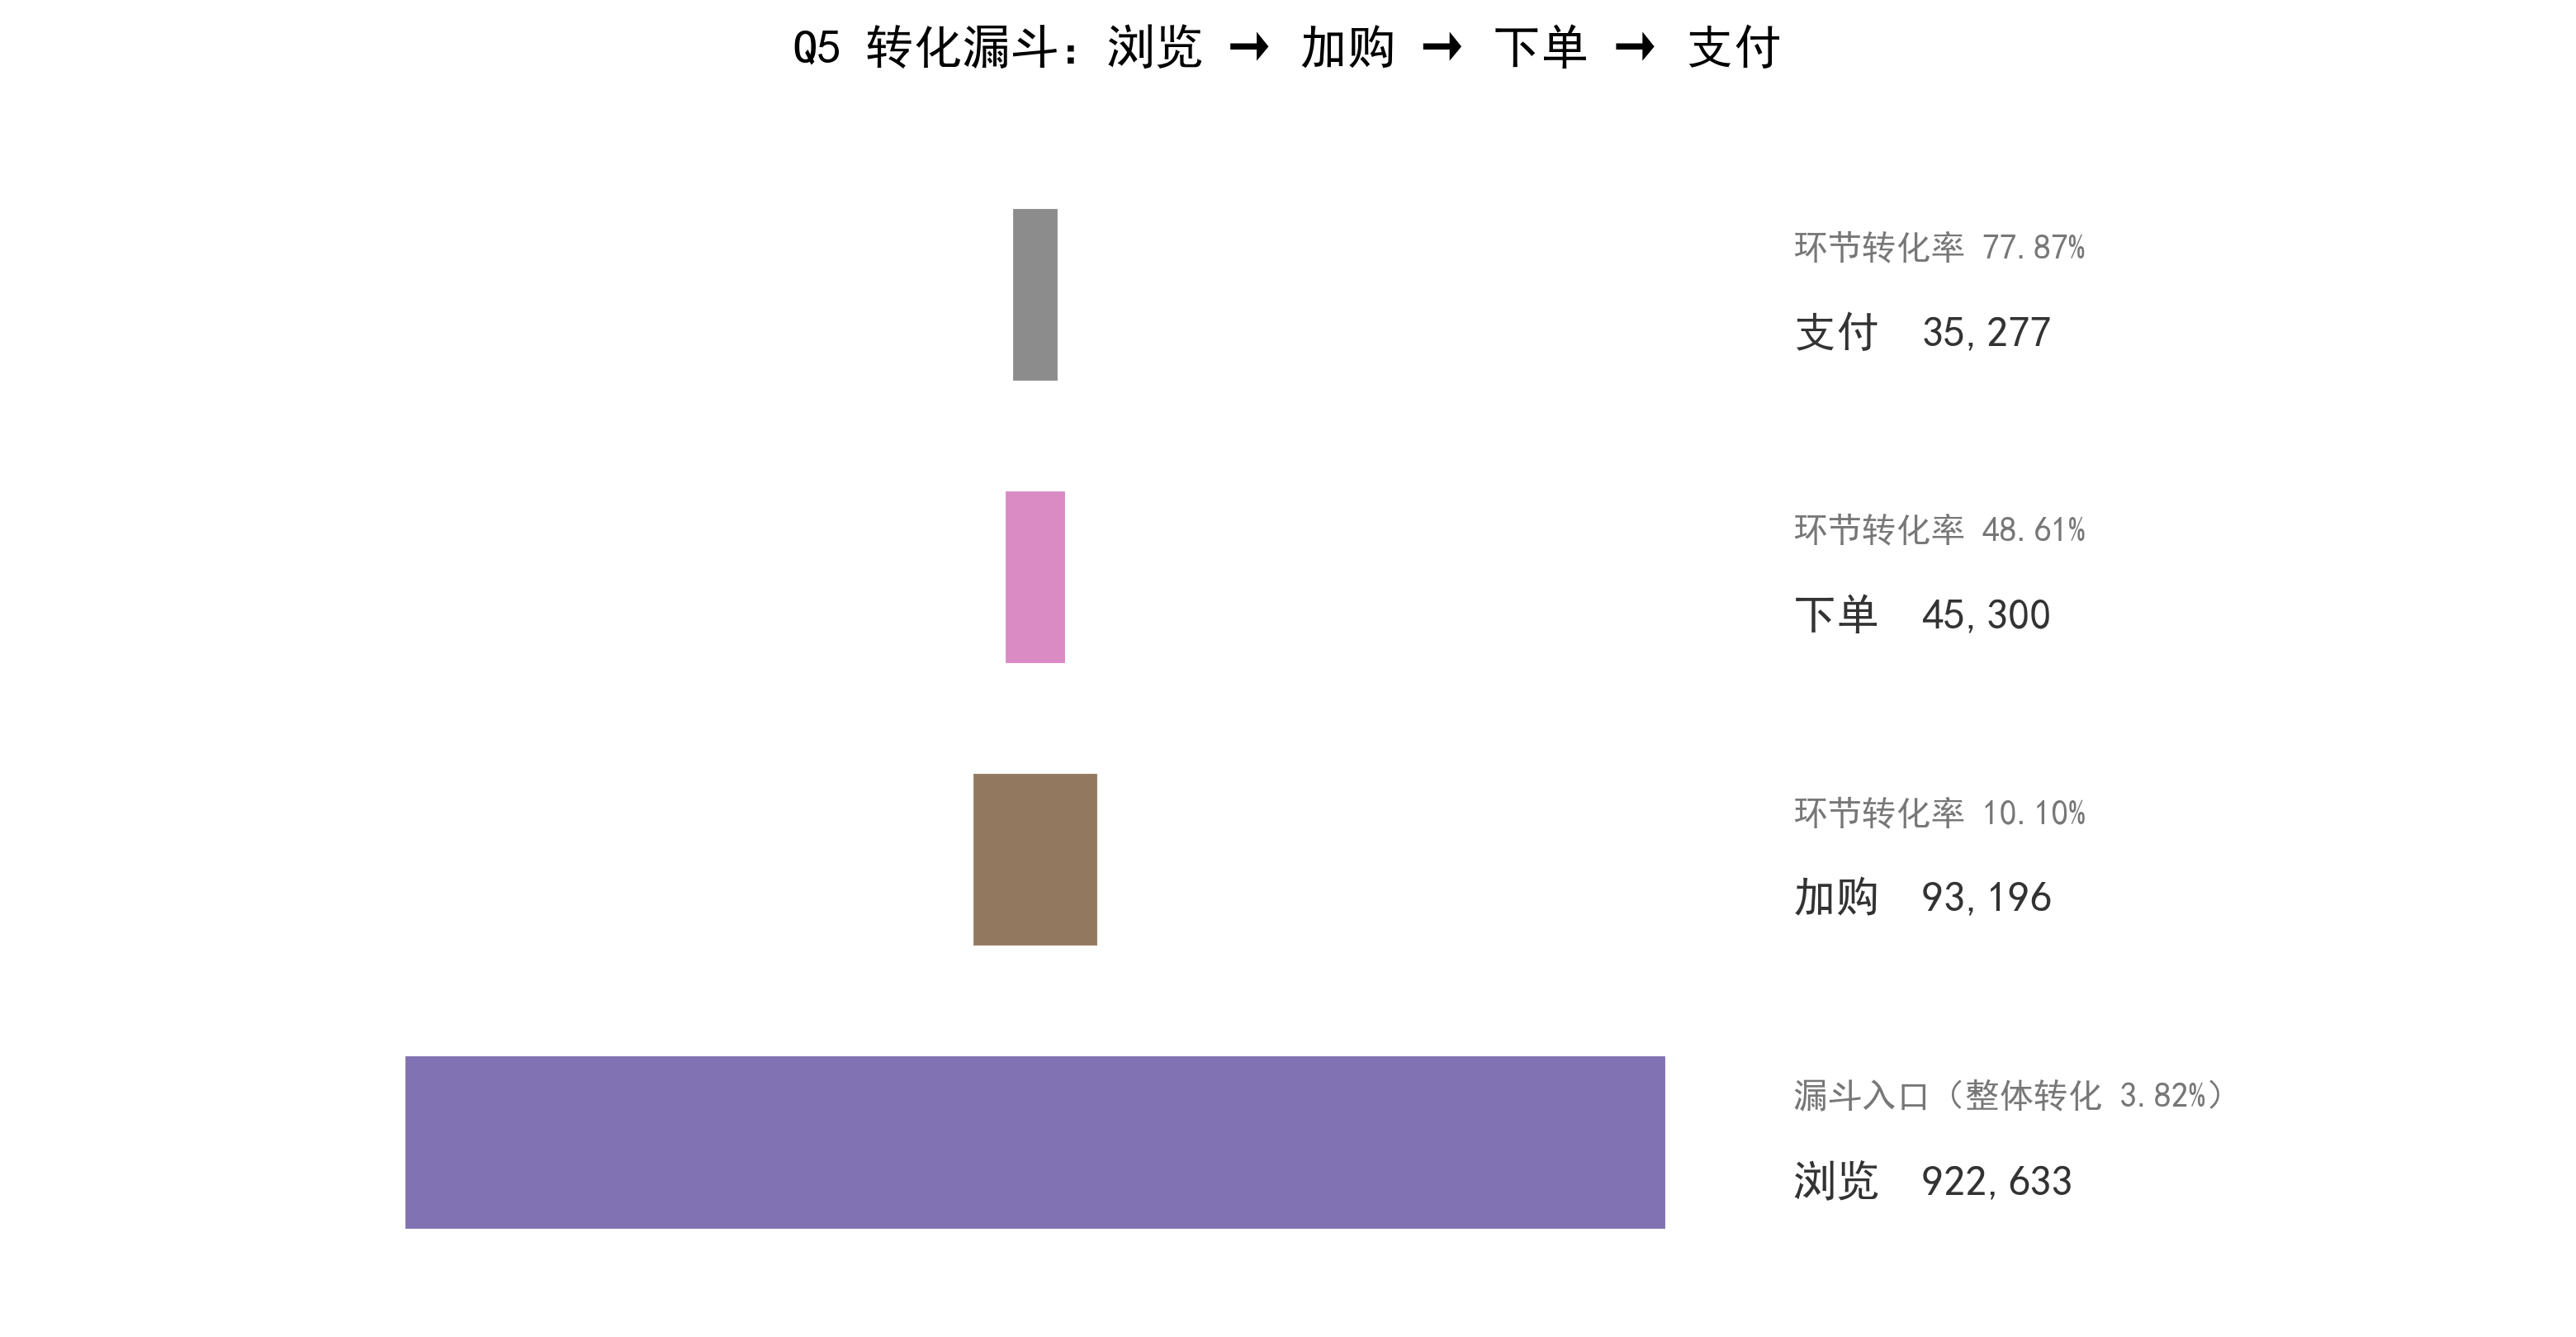 Q5 转化漏斗：浏览 → 加购 → 下单 → 支付
环节转化率 77.87%
支付 35,277
环节转化率 48.61%
下单 45,300
环节转化率 10.10%
加购 93,196
漏斗入口（整体转化 3.82%）
浏览 922,633